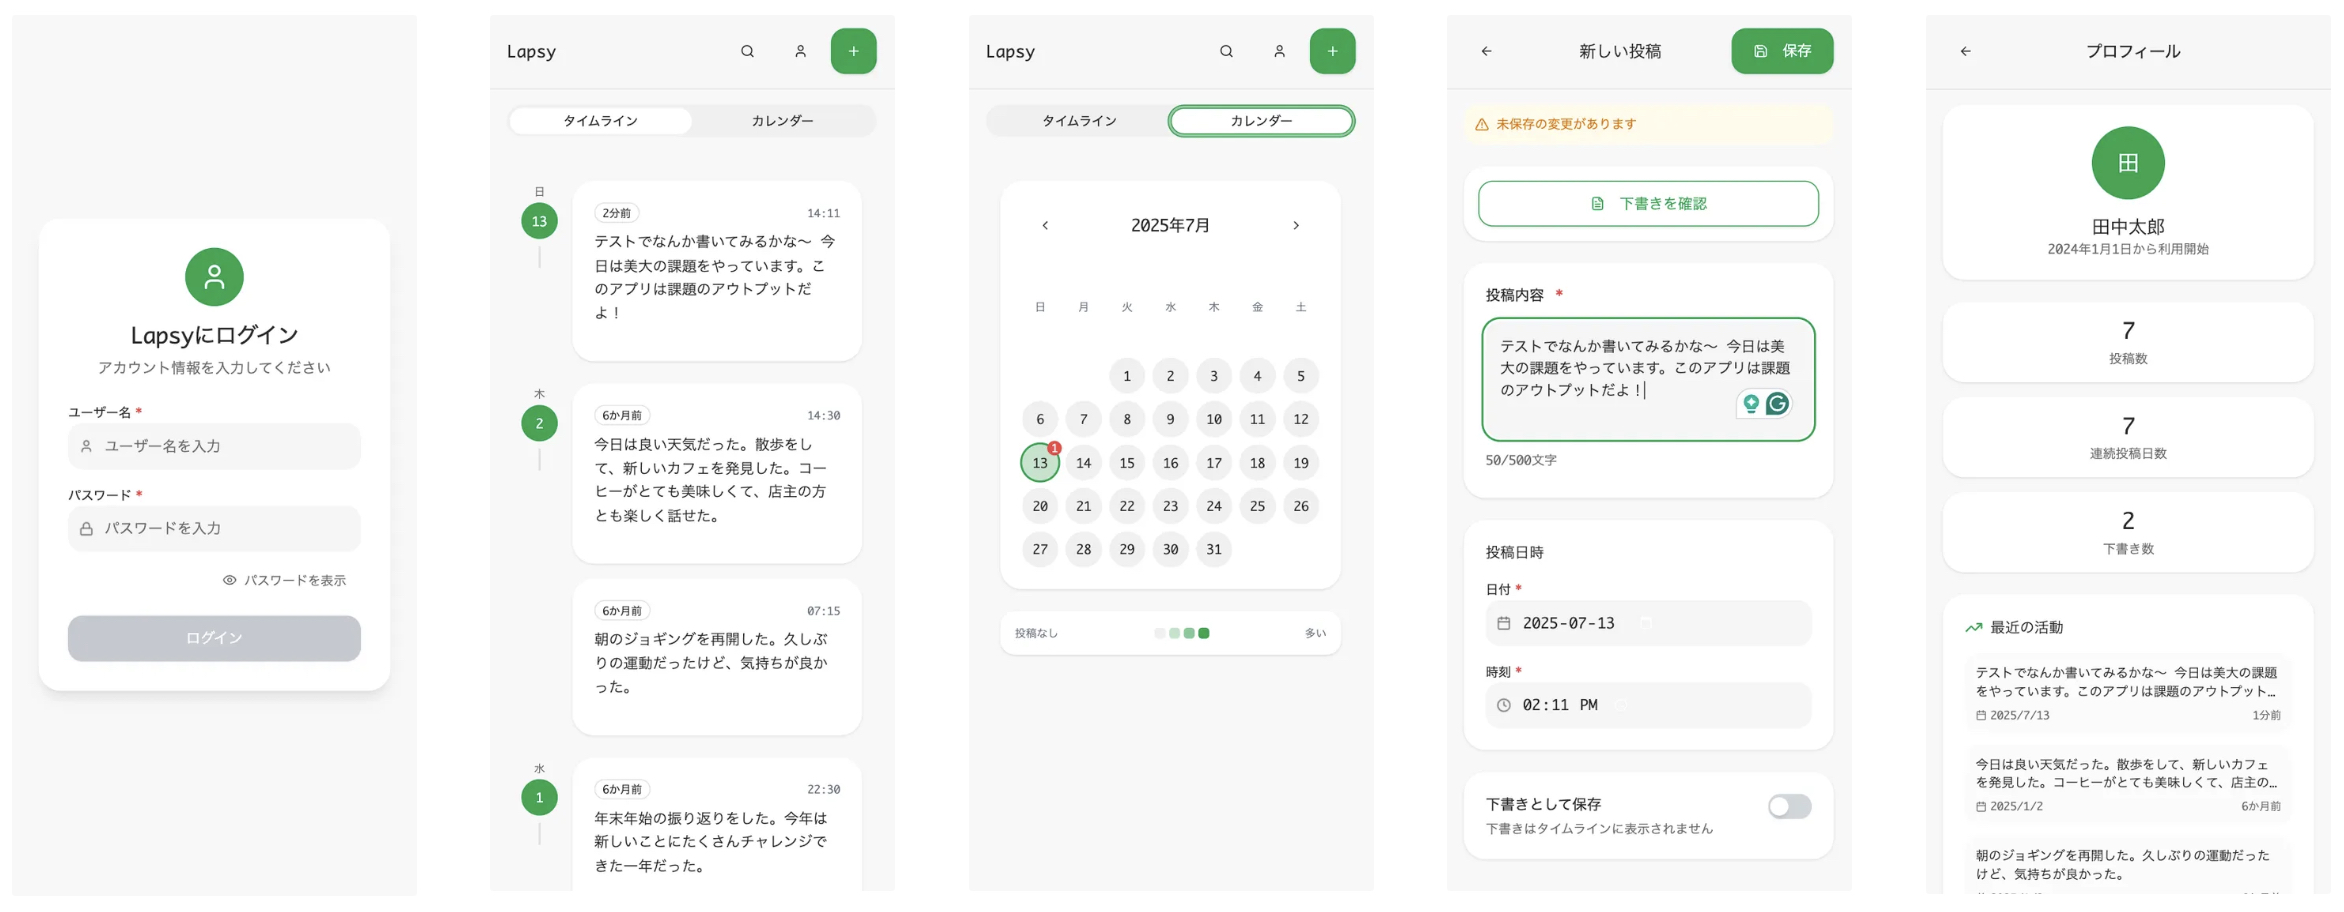 Lapsyにログイン
アカウント情報を入力してください
ユーザー名 *
ユーザー名を入力
パスワード *
パスワードを入力
パスワードを表示
ログイン
Lapsy
タイムライン
カレンダー
日
13
2分前
14:11
テストでなんか書いてみるかな〜 今
日は美大の課題をやっています。こ
のアプリは課題のアウトプットだ
よ！
木
2
6か月前
14:30
今日は良い天気だった。散歩をし
て、新しいカフェを発見した。コー
ヒーがとても美味しくて、店主の方
とも楽しく話せた。
6か月前
07:15
朝のジョギングを再開した。久しぶ
りの運動だったけど、気持ちが良か
った。
水
1
6か月前
22:30
年末年始の振り返りをした。今年は
新しいことにたくさんチャレンジで
きた一年だった。
Lapsy
タイムライン
カレンダー
2025年7月
日 月 火 水 木 金 土
1 2 3 4 5
6 7 8 9 10 11 12
13 1 14 15 16 17 18 19
20 21 22 23 24 25 26
27 28 29 30 31
投稿なし
多い
新しい投稿
保存
未保存の変更があります
下書きを確認
投稿内容 *
テストでなんか書いてみるかな〜 今日は美
大の課題をやっています。このアプリは課題
のアウトプットだよ！
50/500文字
投稿日時
日付 *
2025-07-13
時刻 *
02:11 PM
下書きとして保存
下書きはタイムラインに表示されません
プロフィール
田
田中太郎
2024年1月1日から利用開始
7
投稿数
7
連続投稿日数
2
下書き数
最近の活動
テストでなんか書いてみるかな〜 今日は美大の課題
をやっています。このアプリは課題のアウトプット…
2025/7/13
1分前
今日は良い天気だった。散歩をして、新しいカフェ
を発見した。コーヒーがとても美味しくて、店主の…
2025/1/2
6か月前
朝のジョギングを再開した。久しぶりの運動だった
けど、気持ちが良かった。